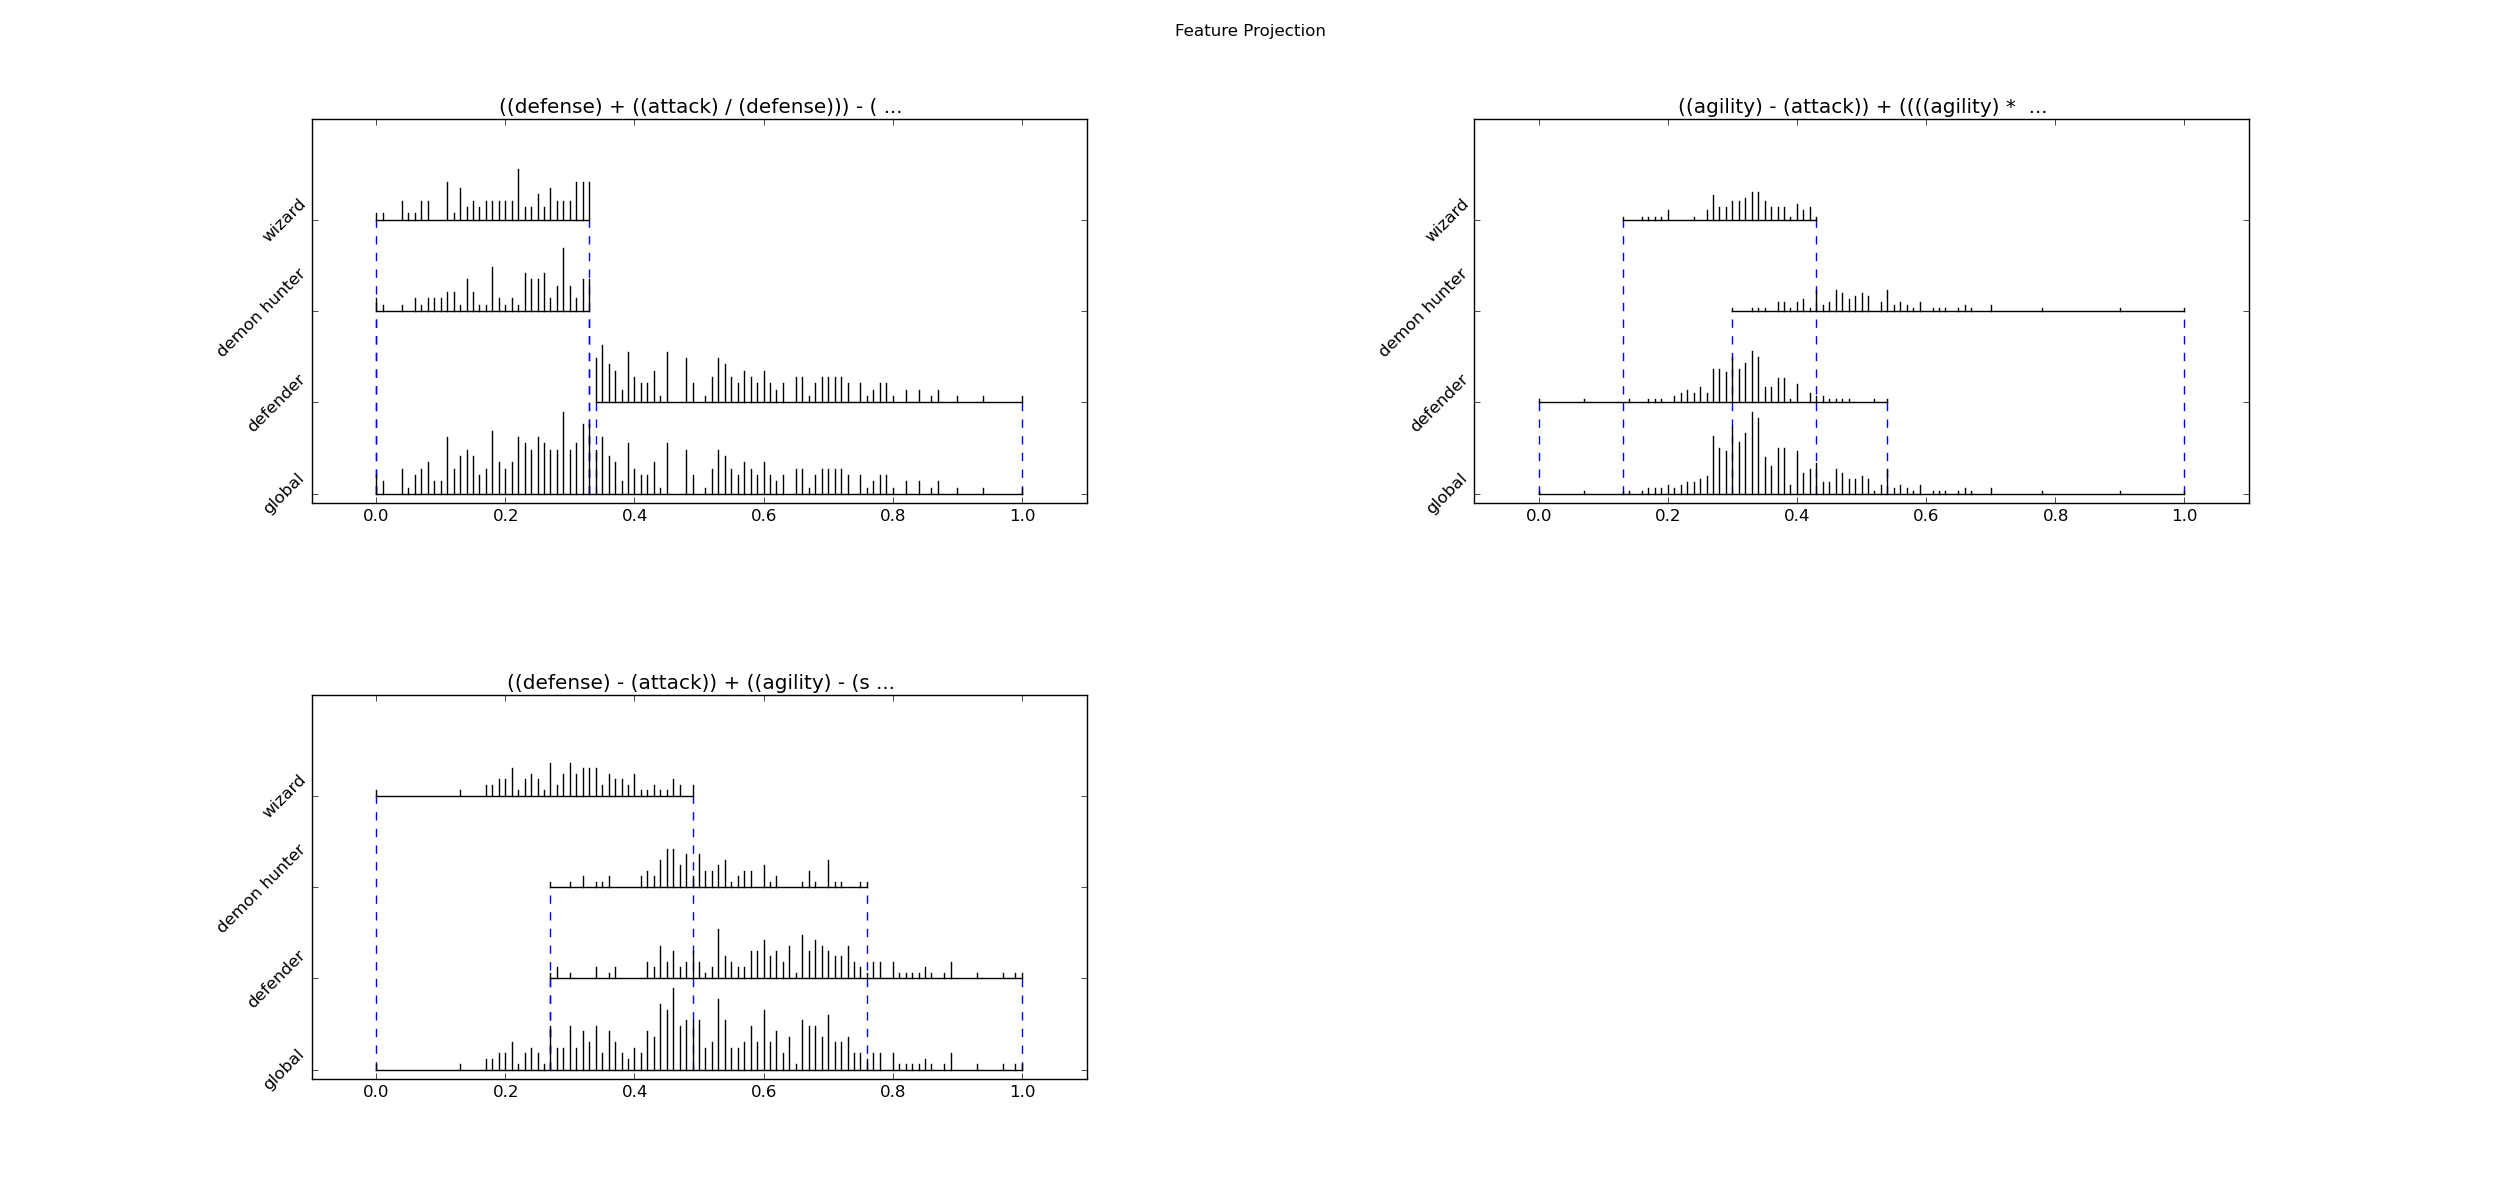 Feature Projection
((defense) + ((attack) / (defense))) - ( ...
wizard
demon hunter
defender
global
0.0 0.2 0.4 0.6 0.8 1.0
((agility) - (attack)) + ((((agility) *  ...
wizard
demon hunter
defender
global
0.0 0.2 0.4 0.6 0.8 1.0
((defense) - (attack)) + ((agility) - (s ...
wizard
demon hunter
defender
global
0.0 0.2 0.4 0.6 0.8 1.0